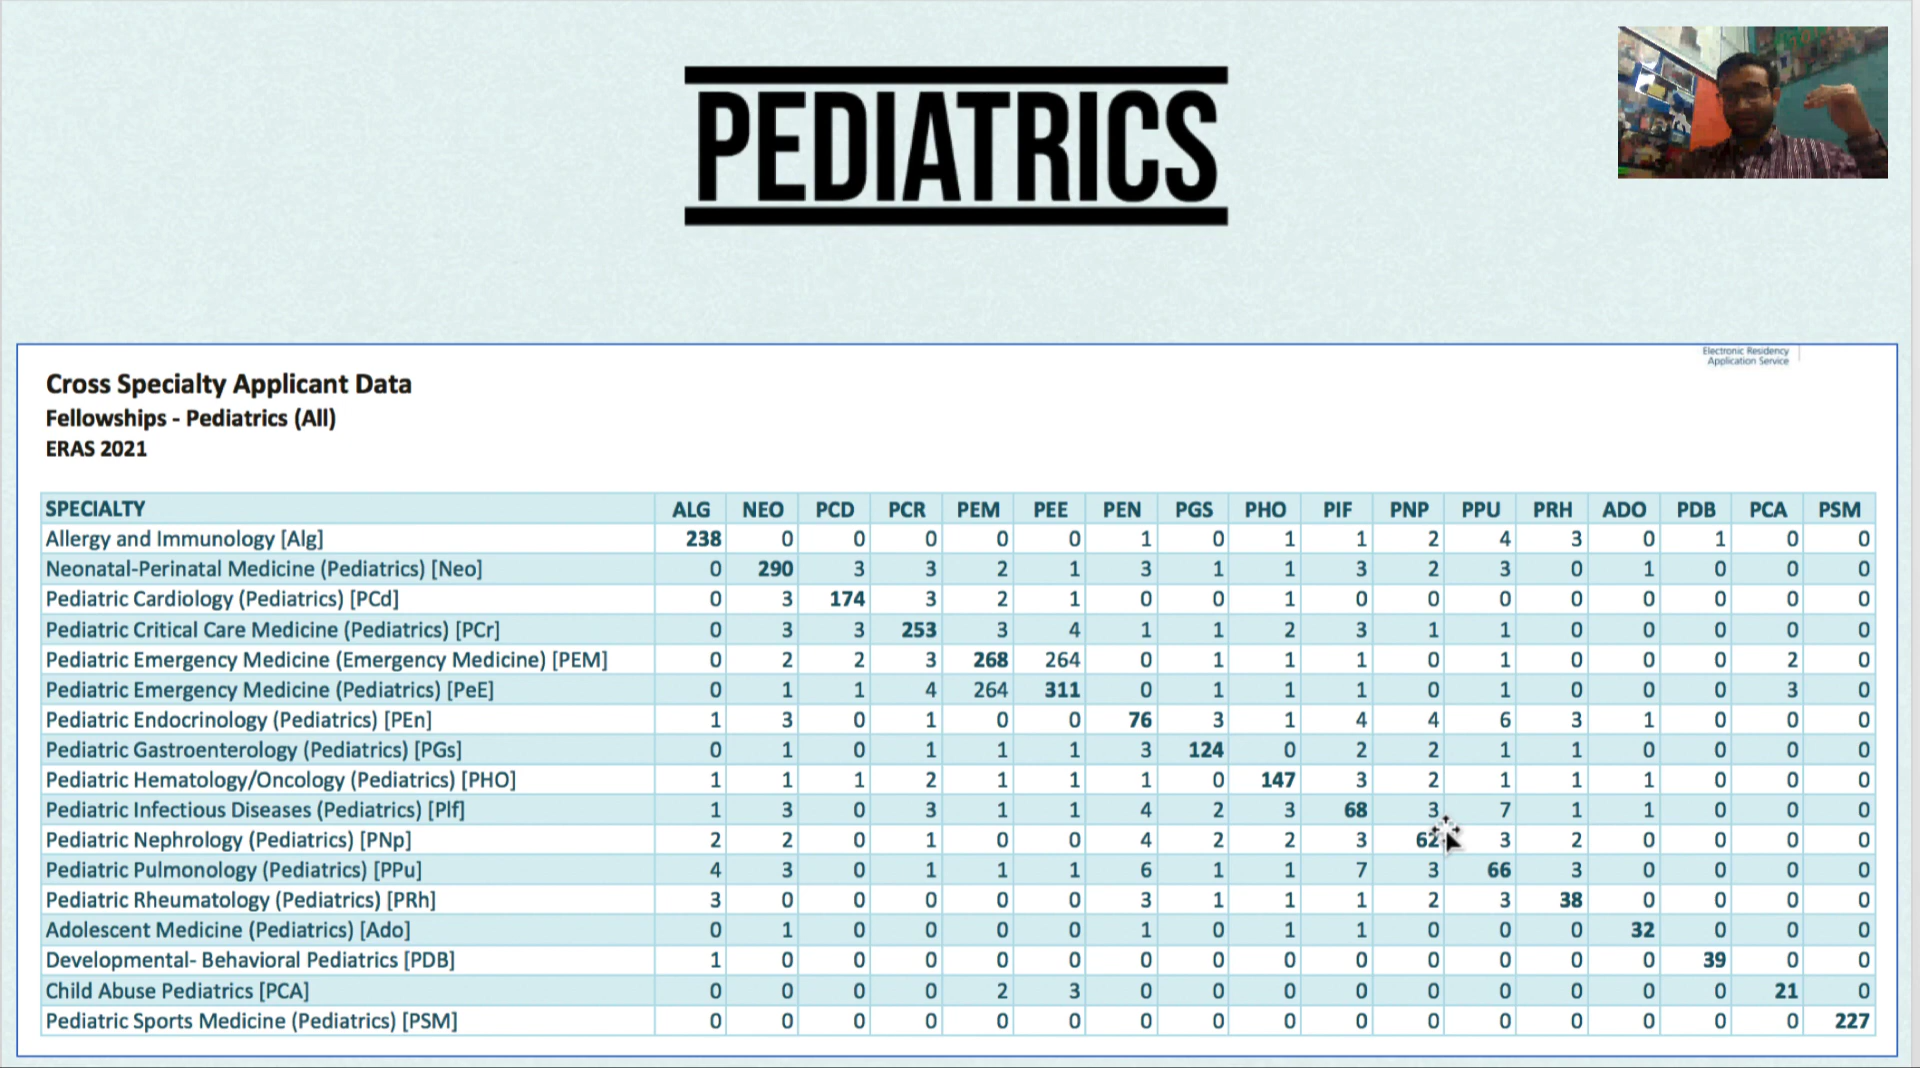 PEDIATRICS
Electronic Residency
Application Service
Cross Specialty Applicant Data
Fellowships - Pediatrics (All)
ERAS 2021
SPECIALTY ALG NEO PCD PCR PEM PEE PEN PGS PHO PIF PNP PPU PRH ADO PDB PCA PSM
Allergy and Immunology [Alg] 238 0 0 0 0 0 1 0 1 1 2 4 3 0 1 0 0
Neonatal-Perinatal Medicine (Pediatrics) [Neo] 0 290 3 3 2 1 3 1 1 3 2 3 0 1 0 0 0
Pediatric Cardiology (Pediatrics) [PCd] 0 3 174 3 2 1 0 0 1 0 0 0 0 0 0 0 0
Pediatric Critical Care Medicine (Pediatrics) [PCr] 0 3 3 253 3 4 1 1 2 3 1 1 0 0 0 0 0
Pediatric Emergency Medicine (Emergency Medicine) [PEM] 0 2 2 3 268 264 0 1 1 1 0 1 0 0 0 2 0
Pediatric Emergency Medicine (Pediatrics) [PeE] 0 1 1 4 264 311 0 1 1 1 0 1 0 0 0 3 0
Pediatric Endocrinology (Pediatrics) [PEn] 1 3 0 1 0 0 76 3 1 4 4 6 3 1 0 0 0
Pediatric Gastroenterology (Pediatrics) [PGs] 0 1 0 1 1 1 3 124 0 2 2 1 1 0 0 0 0
Pediatric Hematology/Oncology (Pediatrics) [PHO] 1 1 1 2 1 1 1 0 147 3 2 1 1 1 0 0 0
Pediatric Infectious Diseases (Pediatrics) [PIf] 1 3 0 3 1 1 4 2 3 68 3 7 1 1 0 0 0
Pediatric Nephrology (Pediatrics) [PNp] 2 2 0 1 0 0 4 2 2 3 62 3 2 0 0 0 0
Pediatric Pulmonology (Pediatrics) [PPu] 4 3 0 1 1 1 6 1 1 7 3 66 3 0 0 0 0
Pediatric Rheumatology (Pediatrics) [PRh] 3 0 0 0 0 0 3 1 1 1 2 3 38 0 0 0 0
Adolescent Medicine (Pediatrics) [Ado] 0 1 0 0 0 0 1 0 1 1 0 0 0 32 0 0 0
Developmental- Behavioral Pediatrics [PDB] 1 0 0 0 0 0 0 0 0 0 0 0 0 0 39 0 0
Child Abuse Pediatrics [PCA] 0 0 0 0 2 3 0 0 0 0 0 0 0 0 0 21 0
Pediatric Sports Medicine (Pediatrics) [PSM] 0 0 0 0 0 0 0 0 0 0 0 0 0 0 0 0 227